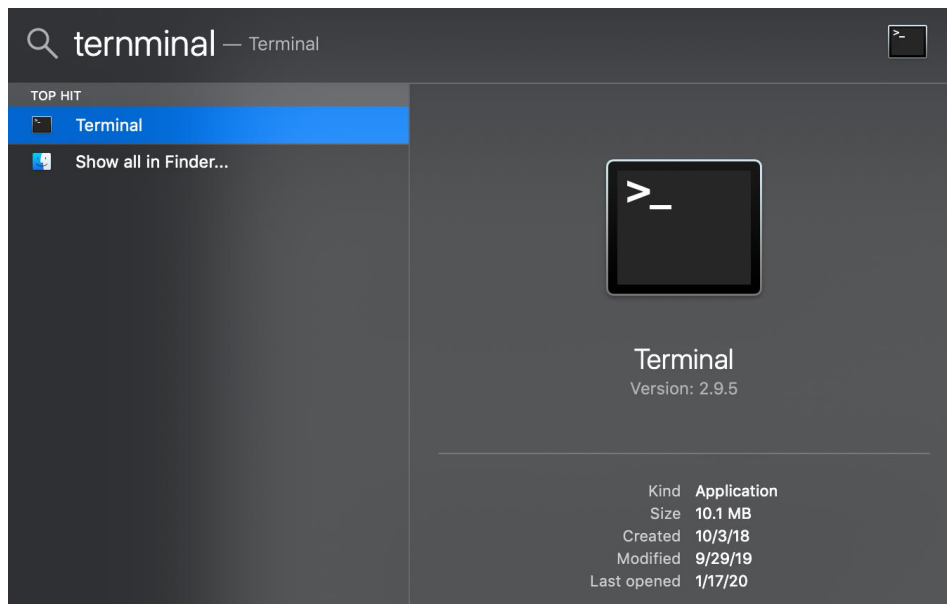 ternminal — Terminal
TOP HIT
Terminal
Show all in Finder...
>_
Terminal
Version: 2.9.5
Kind Application
Size 10.1 MB
Created 10/3/18
Modified 9/29/19
Last opened 1/17/20